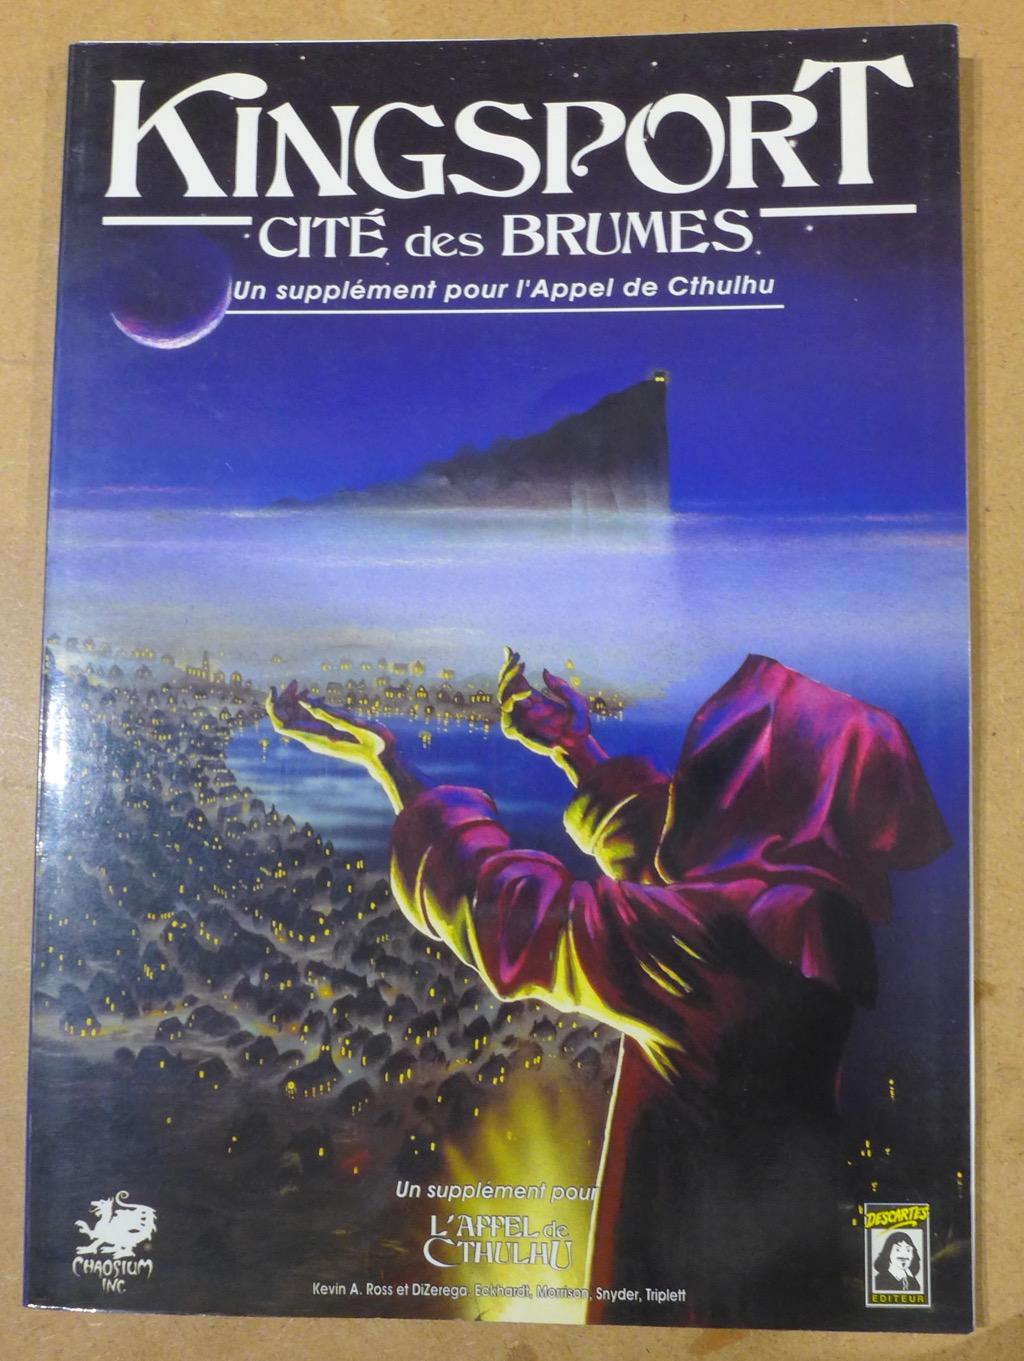 KINGSPORT
CITÉ des BRUMES
Un supplément pour l'Appel de Cthulhu
Un supplément pour
L'APPEL de
CTHULHU
Kevin A. Ross et DiZerega, Eckhardt, Morrison, Snyder, Triplett
CHAOSIUM
INC.
DESCARTES
EDITEUR